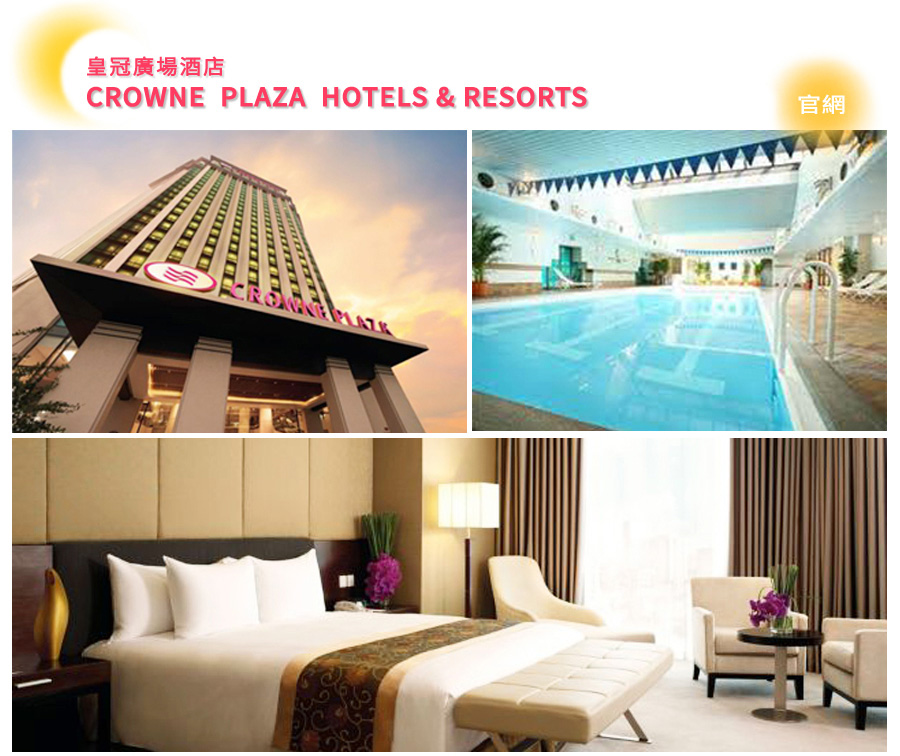 皇冠廣場酒店
CROWNE PLAZA HOTELS & RESORTS
官網
CROWNE PLAZA